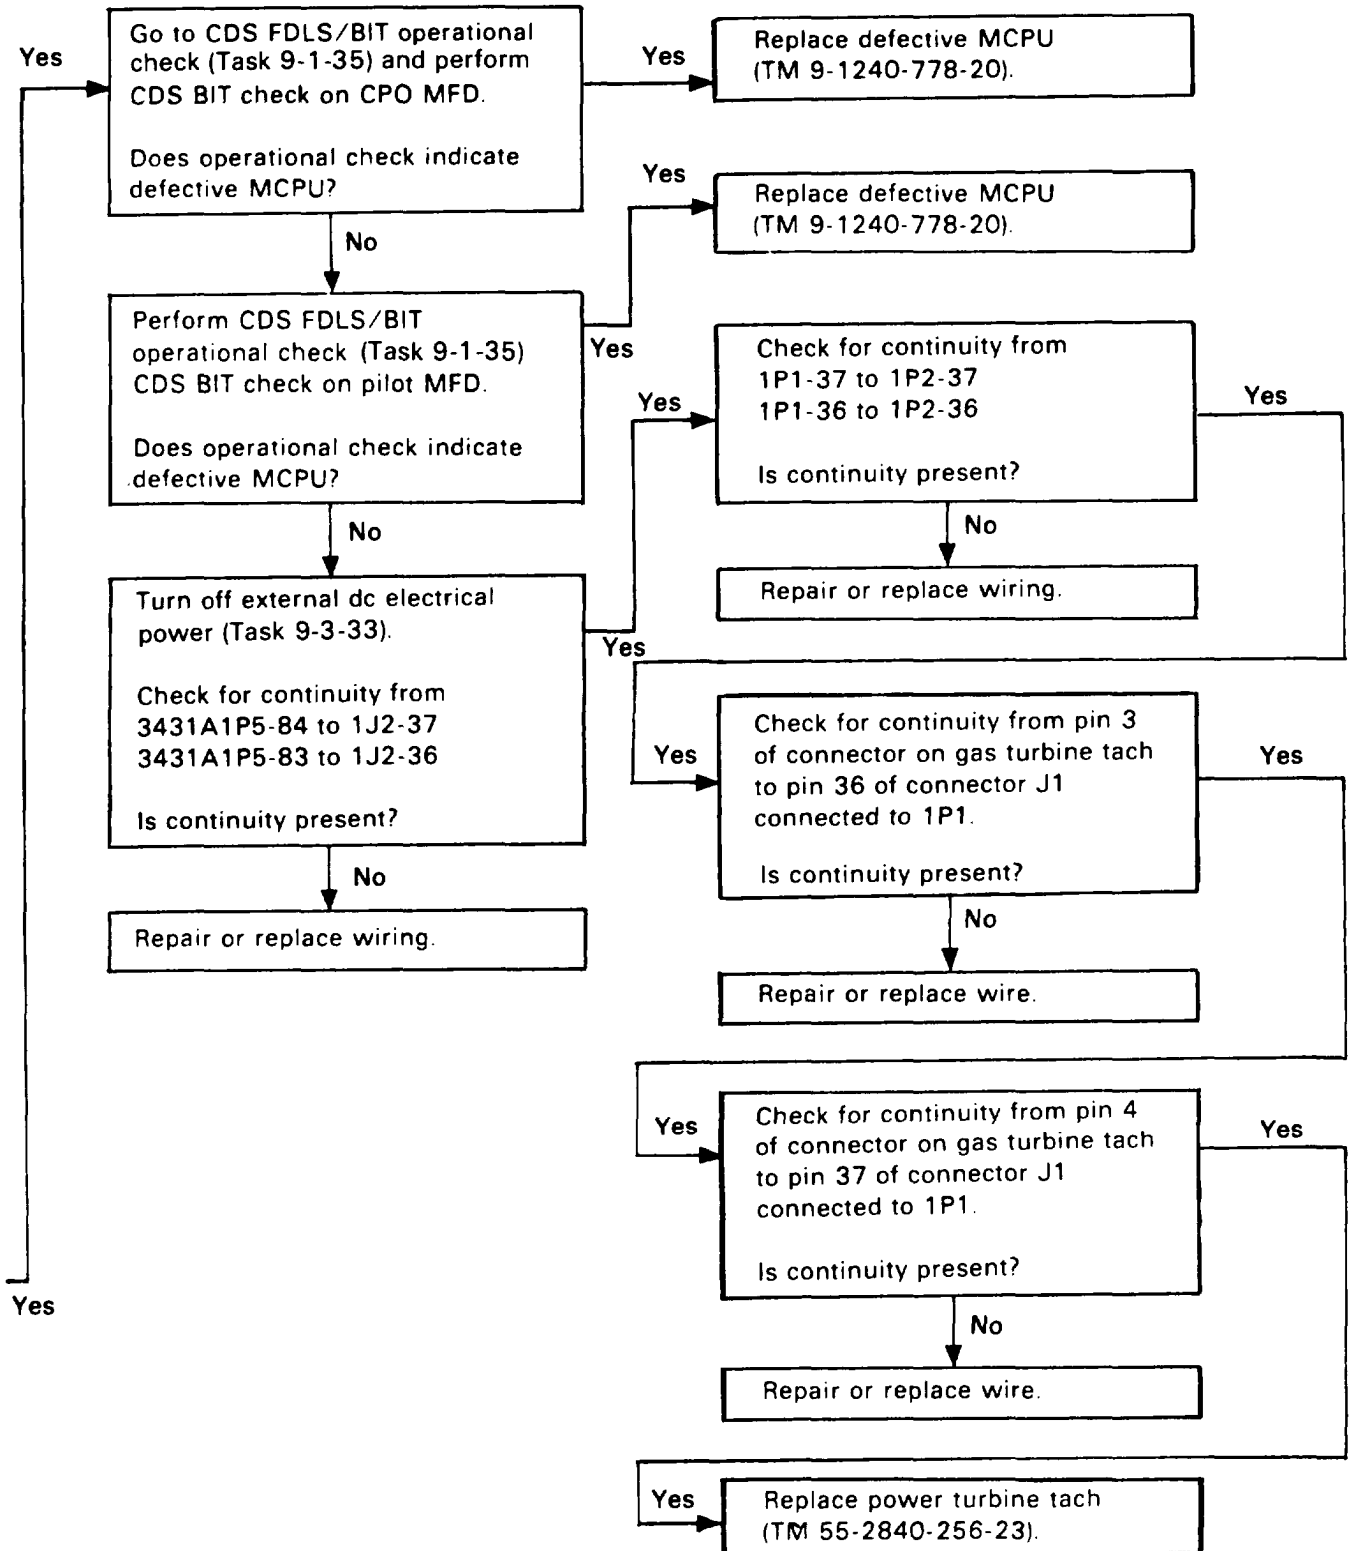 Yes
Go to CDS FDLS/BIT operational
check (Task 9-1-35) and perform
CDS BIT check on CPO MFD.
Does operational check indicate
defective MCPU?
Yes
Replace defective MCPU
(TM 9-1240-778-20).
No
Perform CDS FDLS/BIT
operational check (Task 9-1-35)
CDS BIT check on pilot MFD.
Does operational check indicate
defective MCPU?
Yes
Yes
Replace defective MCPU
(TM 9-1240-778-20).
No
Turn off external dc electrical
power (Task 9-3-33).
Check for continuity from
3431A1P5-84 to 1J2-37
3431A1P5-83 to 1J2-36
Is continuity present?
No
Repair or replace wiring.
Yes
Yes
Check for continuity from
1P1-37 to 1P2-37
1P1-36 to 1P2-36
Is continuity present?
Yes
No
Repair or replace wiring.
Yes
Check for continuity from pin 3
of connector on gas turbine tach
to pin 36 of connector J1
connected to 1P1.
Is continuity present?
Yes
No
Repair or replace wire.
Yes
Check for continuity from pin 4
of connector on gas turbine tach
to pin 37 of connector J1
connected to 1P1.
Is continuity present?
Yes
No
Repair or replace wire.
Yes
Replace power turbine tach
(TM 55-2840-256-23).
Yes